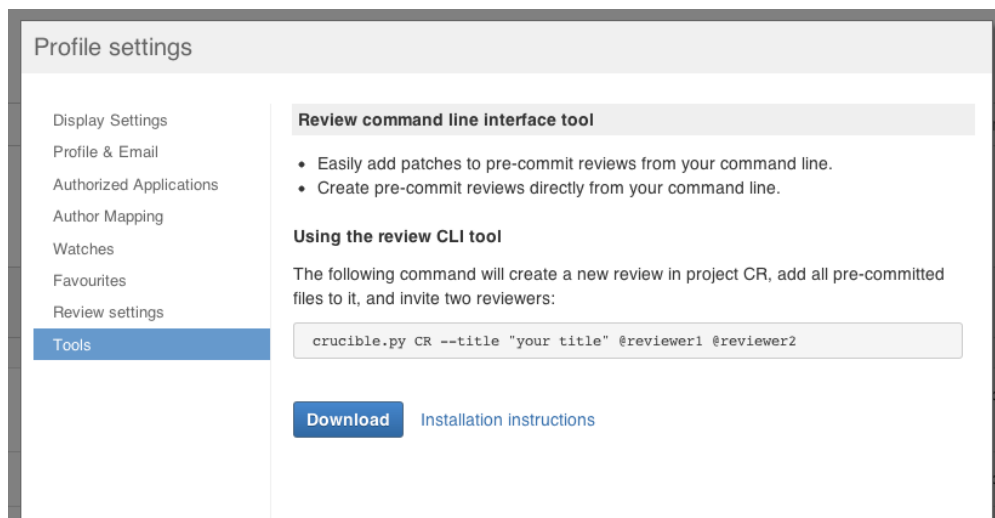 Profile settings
Display Settings
Profile & Email
Authorized Applications
Author Mapping
Watches
Favourites
Review settings
Tools
Review command line interface tool
• Easily add patches to pre-commit reviews from your command line.
• Create pre-commit reviews directly from your command line.
Using the review CLI tool
The following command will create a new review in project CR, add all pre-committed
files to it, and invite two reviewers:
crucible.py CR --title "your title" @reviewer1 @reviewer2
Download Installation instructions